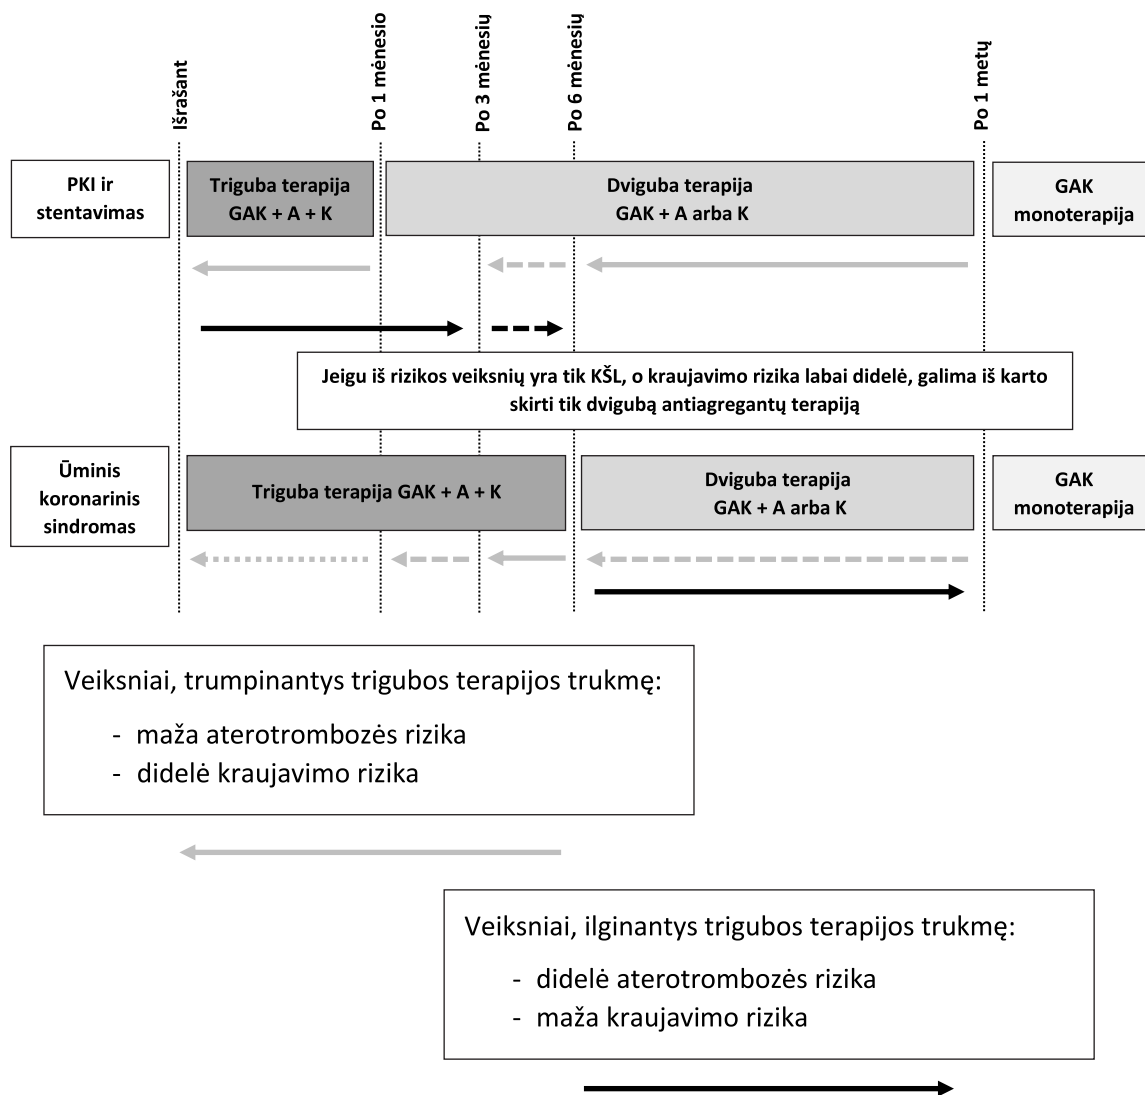 Išrašant
Po 1 mėnesio
Po 3 mėnesių
Po 6 mėnesių
Po 1 metų
PKI ir
stentavimas
Triguba terapija
GAK + A + K
Dviguba terapija
GAK + A arba K
GAK
monoterapija
Jeigu iš rizikos veiksnių yra tik KŠL, o kraujavimo rizika labai didelė, galima iš karto
skirti tik dvigubą antiagregantų terapiją
Ūminis
koronarinis
sindromas
Triguba terapija GAK + A + K
Dviguba terapija
GAK + A arba K
GAK
monoterapija
Veiksniai, trumpinantys trigubos terapijos trukmę:
- maža aterotrombozės rizika
- didelė kraujavimo rizika
Veiksniai, ilginantys trigubos terapijos trukmę:
- didelė aterotrombozės rizika
- maža kraujavimo rizika